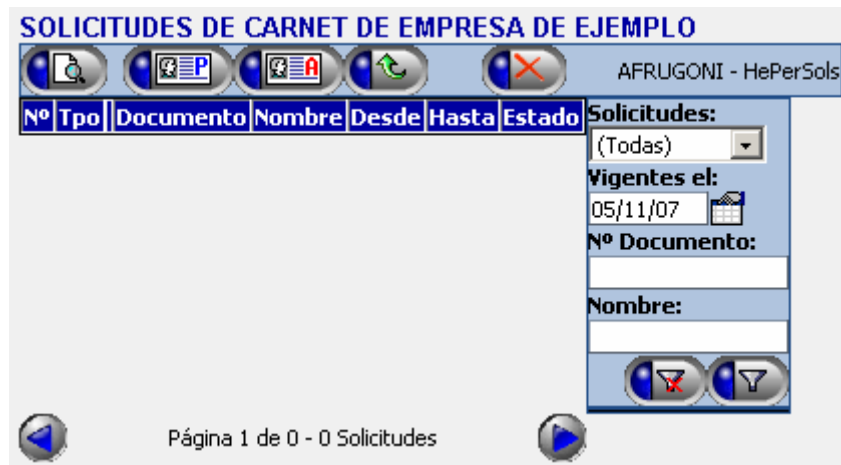 SOLICITUDES DE CARNET DE EMPRESA DE EJEMPLO
P A AFRUGONI - HePerSols
Nº Tpo Documento Nombre Desde Hasta Estado
Solicitudes:
(Todas)
Vigentes el:
05/11/07
Nº Documento:
Nombre:
Página 1 de 0 - 0 Solicitudes